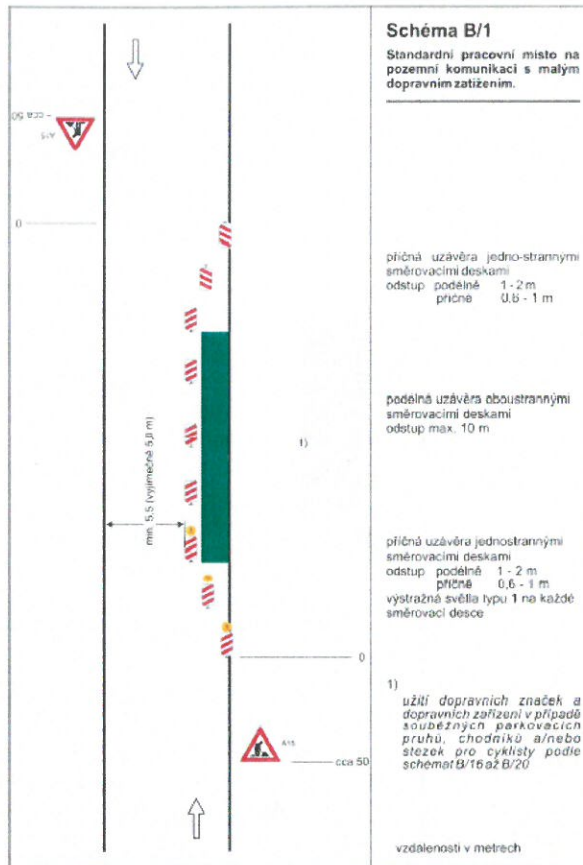 Schéma B/1
Standardní pracovní místo na
pozemní komunikaci s malým
dopravním zatížením.
cca 50
A15
0
příčná uzávěra jedno-strannými
směrovacími deskami
odstup podélně 1 - 2 m
příčně 0,6 - 1 m
podélná uzávěra oboustrannými
směrovacími deskami
odstup max. 10 m
1)
min. 5,5 (výjimečně 5,0 m)
příčná uzávěra jednostrannými
směrovacími deskami
odstup podélně 1 - 2 m
příčně 0,6 - 1 m
výstražná světla typu 1 na každé
směrovací desce
0
1)
užití dopravních značek a
dopravních zařízení v případě
souběžných parkovacích
pruhů, chodníků a/nebo
stezek pro cyklisty podle
schémat B/16 až B/20
A15
cca 50
vzdálenosti v metrech